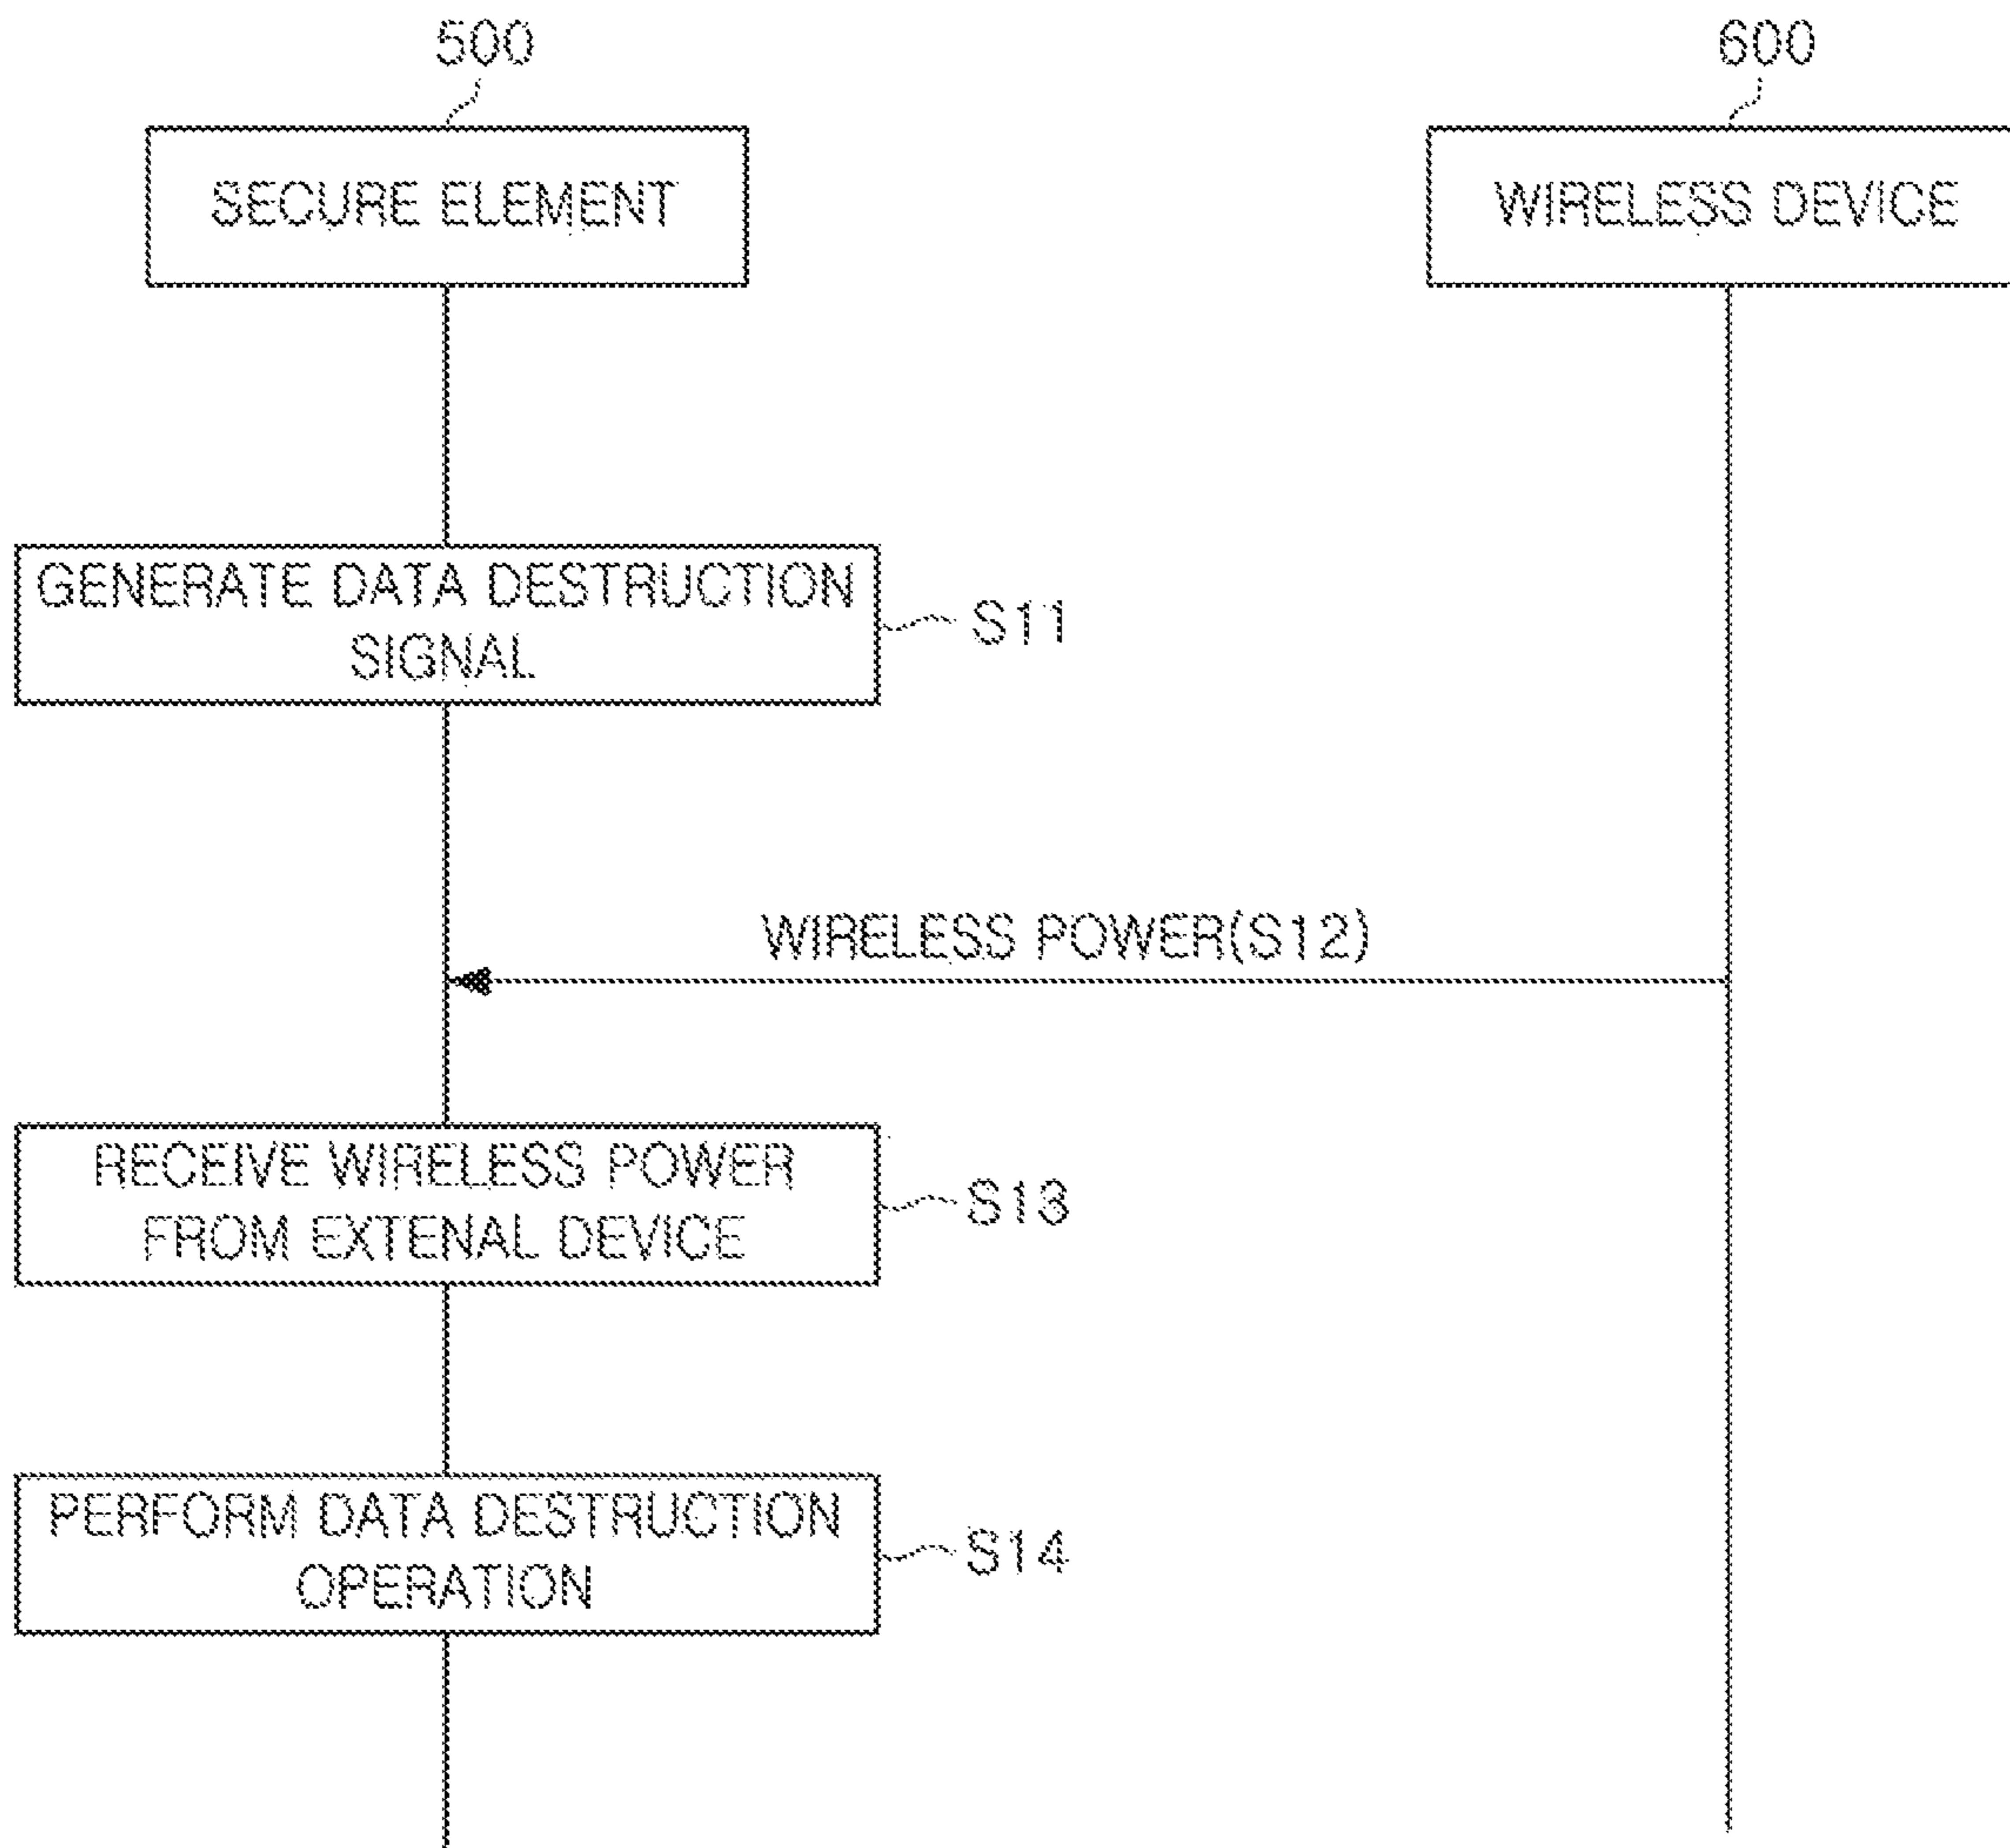 500
600
SECURE ELEMENT
WIRELESS DEVICE
GENERATE DATA DESTRUCTION
SIGNAL
S11
WIRELESS POWER(S12)
RECEIVE WIRELESS POWER
FROM EXTENAL DEVICE
S13
PERFORM DATA DESTRUCTION
OPERATION
S14